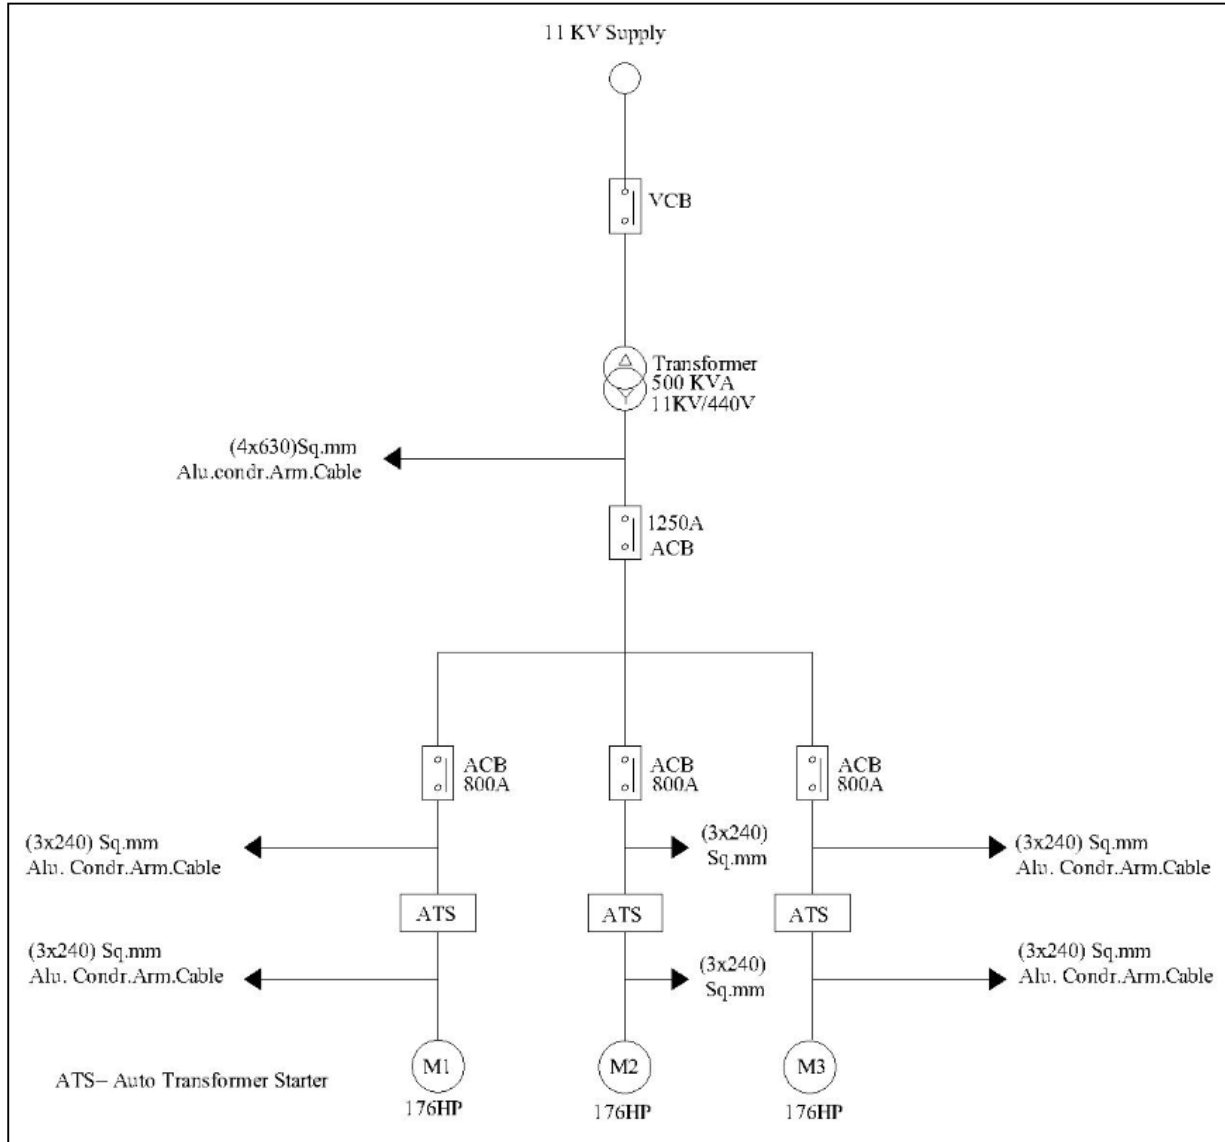 11 KV Supply
VCB
Transformer
500 KVA
11KV/440V
(4x630)Sq.mm
Alu.condr.Arm.Cable
1250A
ACB
ACB
800A
ACB
800A
ACB
800A
(3x240) Sq.mm
Alu. Condr.Arm.Cable
(3x240)
Sq.mm
(3x240) Sq.mm
Alu. Condr.Arm.Cable
ATS
ATS
ATS
(3x240) Sq.mm
Alu. Condr.Arm.Cable
(3x240)
Sq.mm
(3x240) Sq.mm
Alu. Condr.Arm.Cable
M1
M2
M3
ATS– Auto Transformer Starter
176HP
176HP
176HP